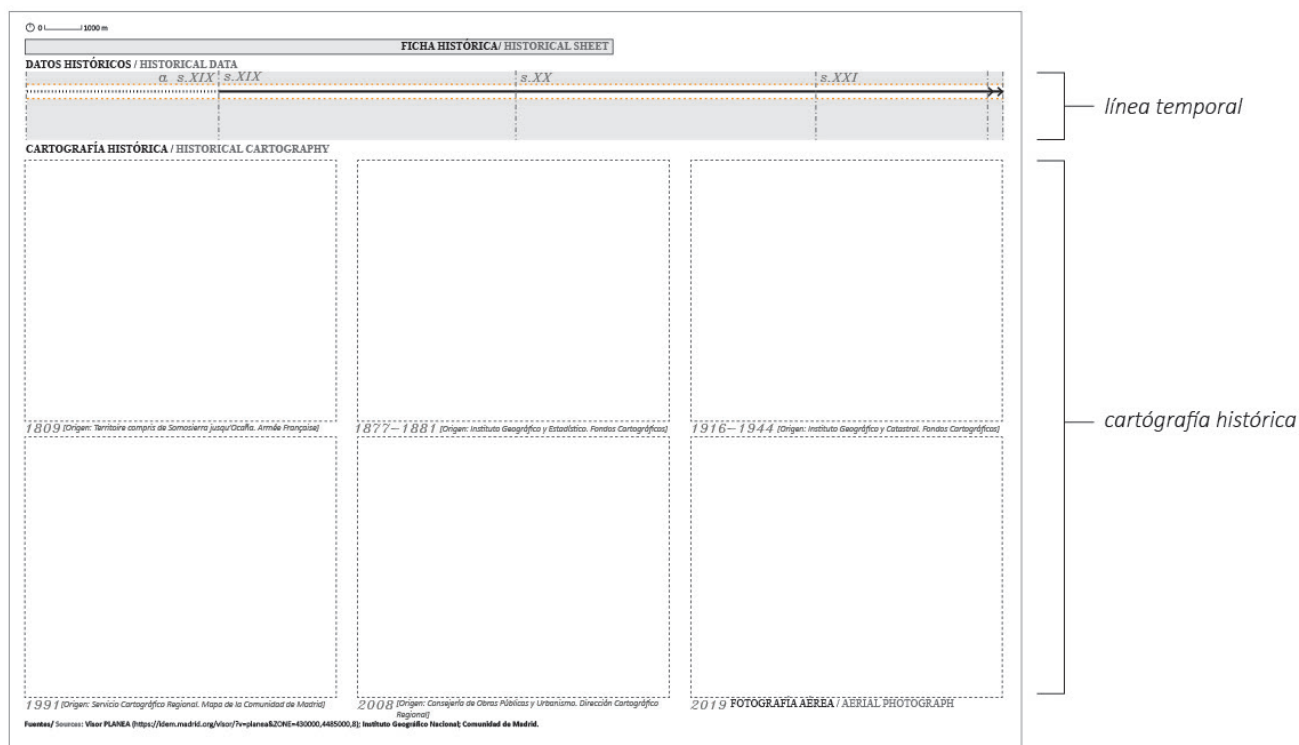 0 1000 m
FICHA HISTÓRICA/ HISTORICAL SHEET
DATOS HISTÓRICOS / HISTORICAL DATA
a. s.XIX s.XIX s.XX s.XXI
línea temporal
CARTOGRAFÍA HISTÓRICA / HISTORICAL CARTOGRAPHY
cartógrafía histórica
1809 [Origen: Territoire compris de Somosierra jusqu'Ocaña. Armée Française]
1877–1881 [Origen: Instituto Geográfico y Estadístico. Fondos Cartográficos]
1916–1944 [Origen: Instituto Geográfico y Catastral. Fondos Cartográficos]
1991 [Origen: Servicio Cartográfico Regional. Mapa de la Comunidad de Madrid]
2008 [Origen: Consejería de Obras Públicas y Urbanismo. Dirección Cartográfico
Regional]
2019 FOTOGRAFÍA AÉREA / AERIAL PHOTOGRAPH
Fuentes/ Sources: Visor PLANEA (https://idem.madrid.org/visor/?v=planea&ZONE=430000,4485000,8); Instituto Geográfico Nacional; Comunidad de Madrid.